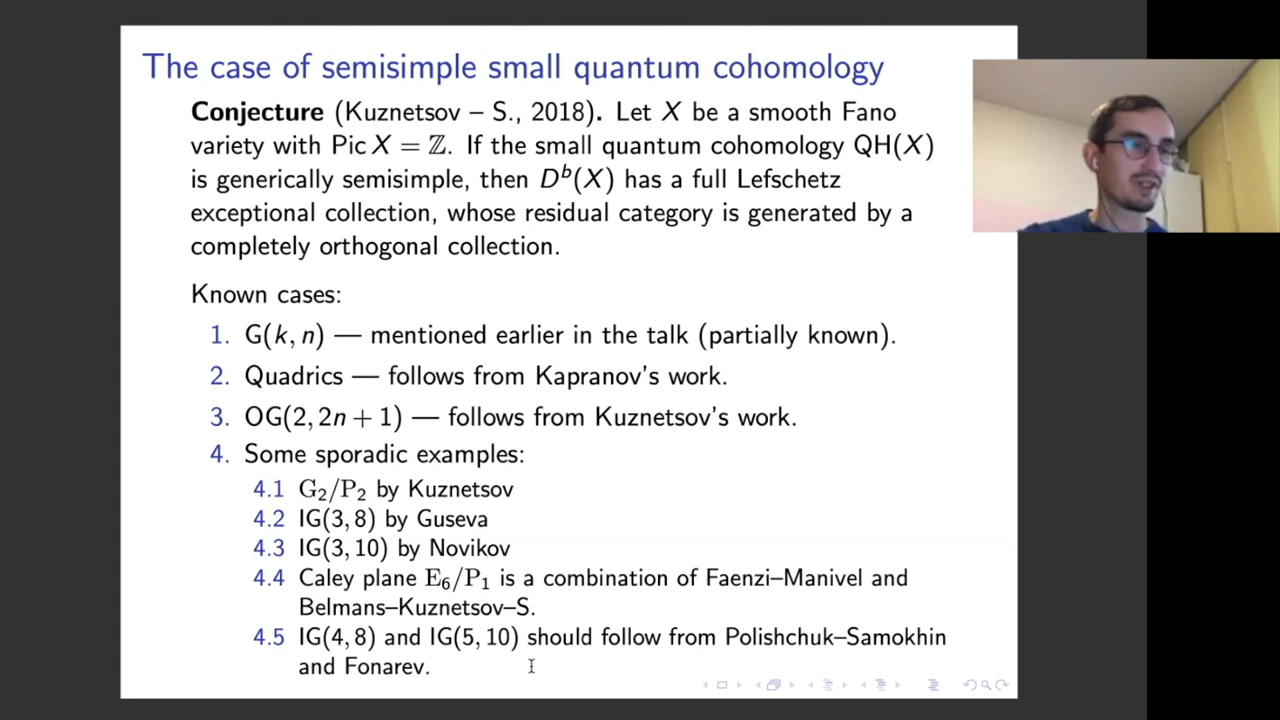 The case of semisimple small quantum cohomology
Conjecture (Kuznetsov – S., 2018). Let X be a smooth Fano
variety with Pic X = ℤ. If the small quantum cohomology QH(X)
is generically semisimple, then Dᵇ(X) has a full Lefschetz
exceptional collection, whose residual category is generated by a
completely orthogonal collection.
Known cases:
1. G(k, n) — mentioned earlier in the talk (partially known).
2. Quadrics — follows from Kapranov's work.
3. OG(2, 2n + 1) — follows from Kuznetsov's work.
4. Some sporadic examples:
4.1 G₂/P₂ by Kuznetsov
4.2 IG(3, 8) by Guseva
4.3 IG(3, 10) by Novikov
4.4 Caley plane E₆/P₁ is a combination of Faenzi–Manivel and
Belmans–Kuznetsov–S.
4.5 IG(4, 8) and IG(5, 10) should follow from Polishchuk–Samokhin
and Fonarev.